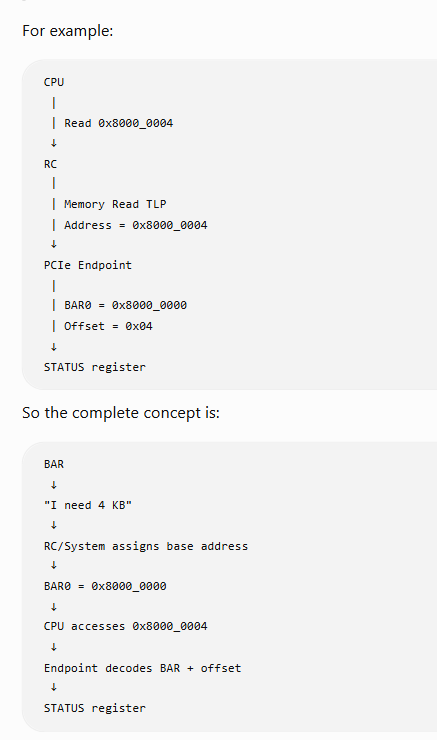 For example:
CPU
|
| Read 0x8000_0004
↓
RC
|
| Memory Read TLP
| Address = 0x8000_0004
↓
PCIe Endpoint
|
| BAR0 = 0x8000_0000
| Offset = 0x04
↓
STATUS register
So the complete concept is:
BAR
↓
"I need 4 KB"
↓
RC/System assigns base address
↓
BAR0 = 0x8000_0000
↓
CPU accesses 0x8000_0004
↓
Endpoint decodes BAR + offset
↓
STATUS register